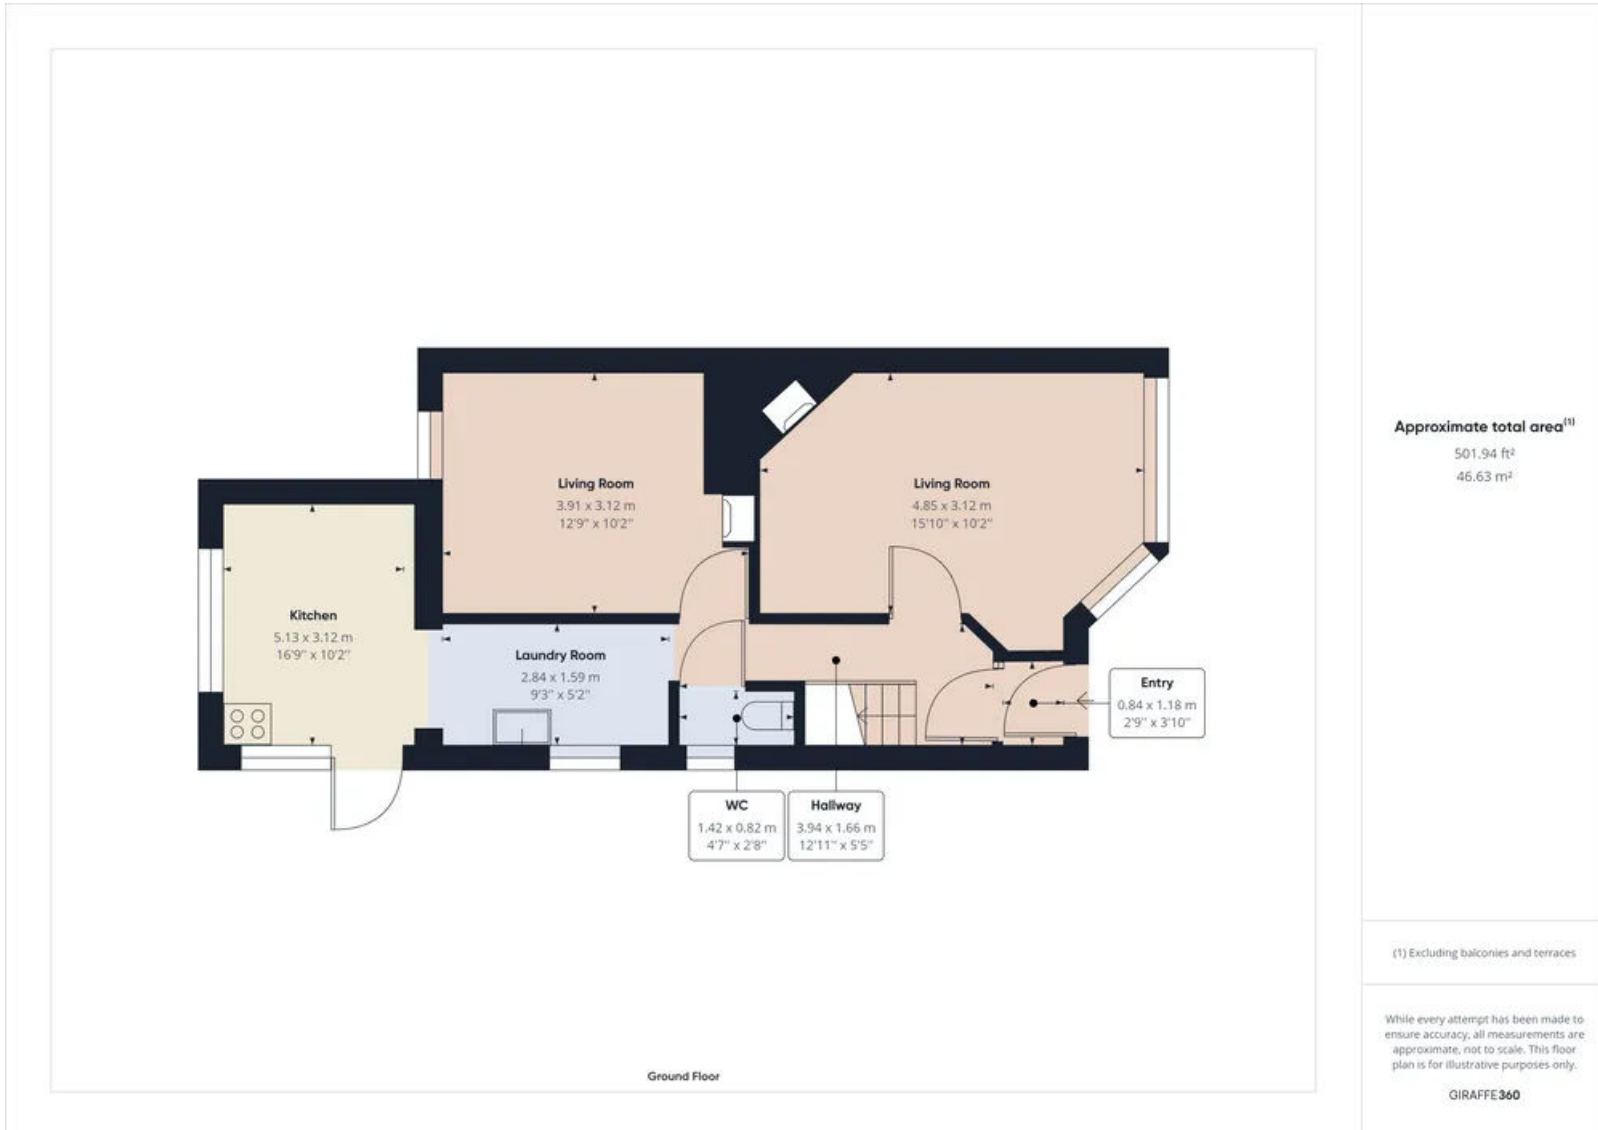 Living Room
3.91 x 3.12 m
12'9" x 10'2"
Living Room
4.85 x 3.12 m
15'10" x 10'2"
Kitchen
5.13 x 3.12 m
16'9" x 10'2"
Laundry Room
2.84 x 1.59 m
9'3" x 5'2"
Entry
0.84 x 1.18 m
2'9" x 3'10"
WC
1.42 x 0.82 m
4'7" x 2'8"
Hallway
3.94 x 1.66 m
12'11" x 5'5"
Ground Floor
Approximate total area(1)
501.94 ft²
46.63 m²
(1) Excluding balconies and terraces
While every attempt has been made to
ensure accuracy, all measurements are
approximate, not to scale. This floor
plan is for illustrative purposes only.
GIRAFFE360